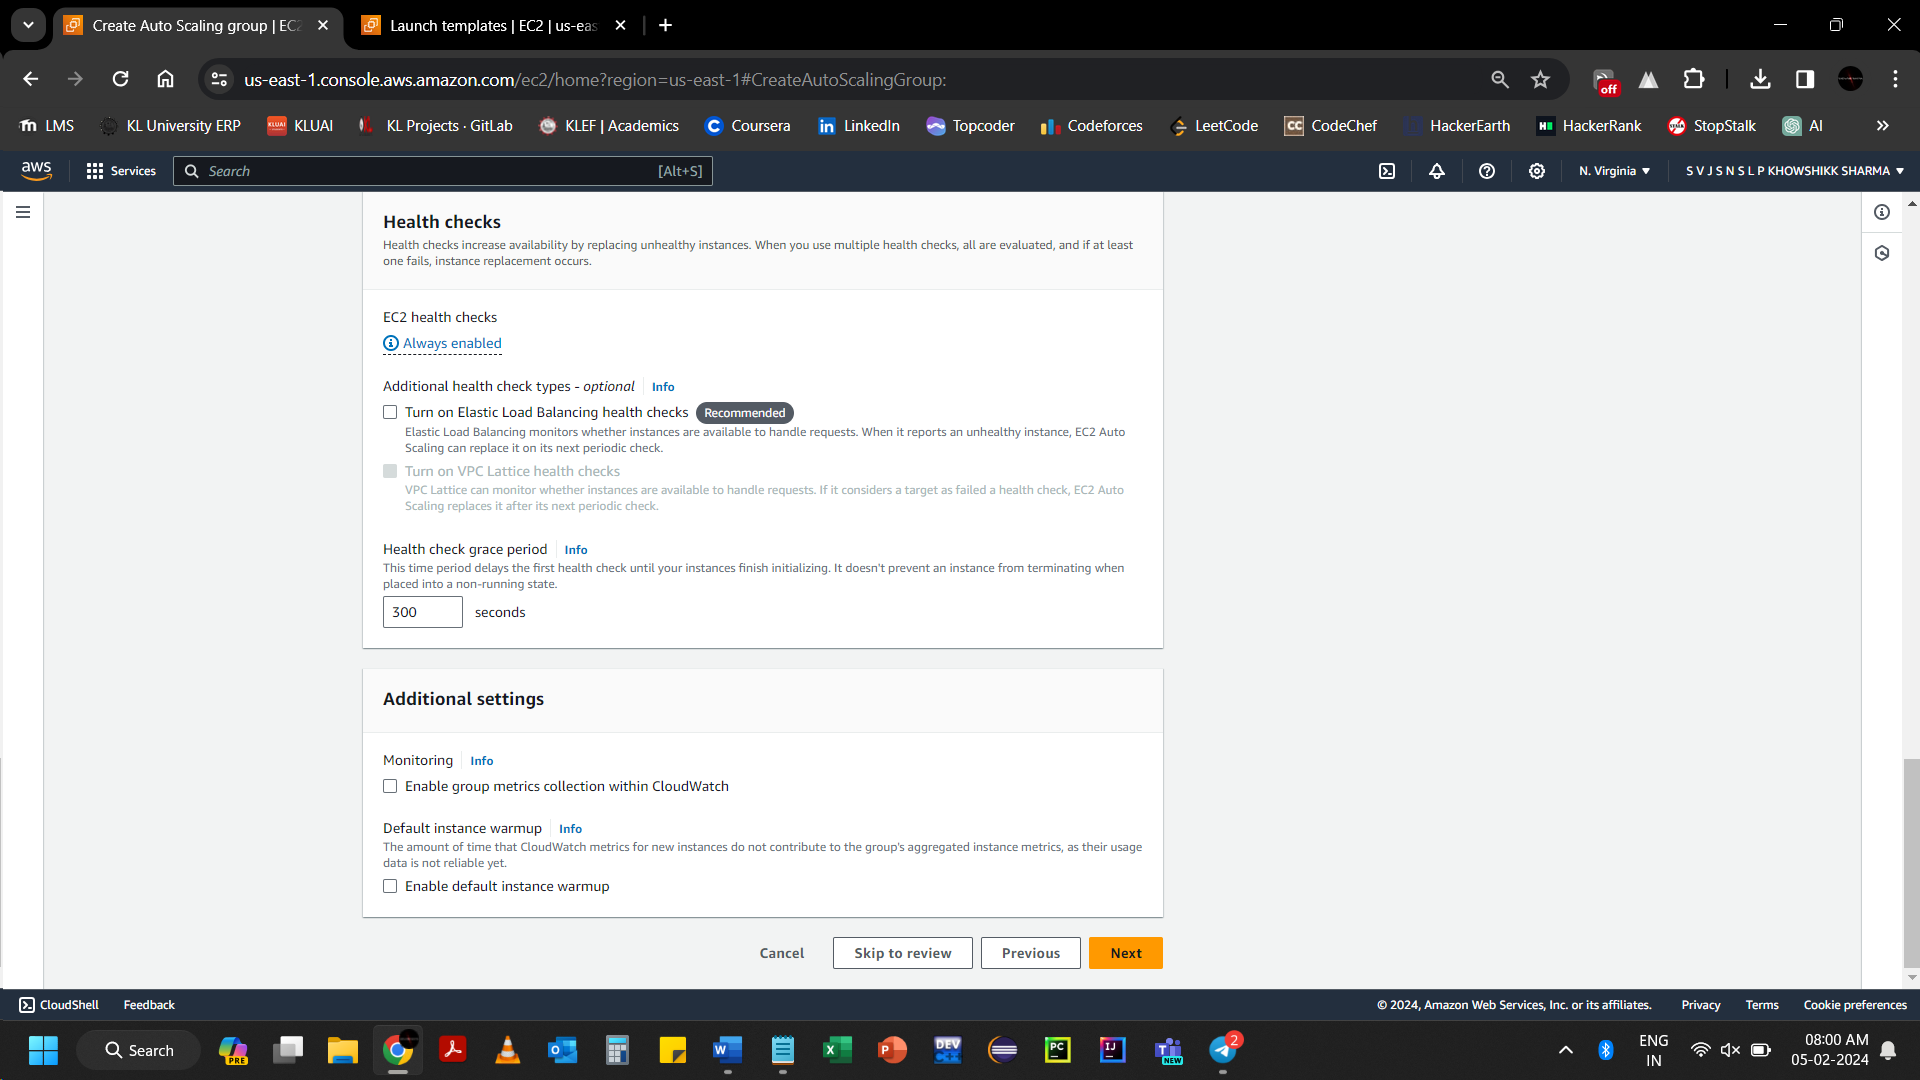 Create Auto Scaling group | EC2
Launch templates | EC2 | us-eas
us-east-1.console.aws.amazon.com/ec2/home?region=us-east-1#CreateAutoScalingGroup:
off
LMS
KL University ERP
KLUAI
KLUAI
KL Projects · GitLab
KLEF | Academics
Coursera
LinkedIn
Topcoder
Codeforces
LeetCode
CodeChef
HackerEarth
HackerRank
StopStalk
AI
aws
Services
Search
[Alt+S]
N. Virginia
S V J S N S L P KHOWSHIKK SHARMA
Health checks
Health checks increase availability by replacing unhealthy instances. When you use multiple health checks, all are evaluated, and if at least
one fails, instance replacement occurs.
EC2 health checks
Always enabled
Additional health check types - optional Info
Turn on Elastic Load Balancing health checks Recommended
Elastic Load Balancing monitors whether instances are available to handle requests. When it reports an unhealthy instance, EC2 Auto
Scaling can replace it on its next periodic check.
Turn on VPC Lattice health checks
VPC Lattice can monitor whether instances are available to handle requests. If it considers a target as failed a health check, EC2 Auto
Scaling replaces it after its next periodic check.
Health check grace period Info
This time period delays the first health check until your instances finish initializing. It doesn't prevent an instance from terminating when
placed into a non-running state.
300 seconds
Additional settings
Monitoring Info
Enable group metrics collection within CloudWatch
Default instance warmup Info
The amount of time that CloudWatch metrics for new instances do not contribute to the group's aggregated instance metrics, as their usage
data is not reliable yet.
Enable default instance warmup
Cancel
Skip to review
Previous
Next
CloudShell
Feedback
© 2024, Amazon Web Services, Inc. or its affiliates.
Privacy
Terms
Cookie preferences
Search
PRE
DEV
C++
PC
IJ
NEW
2
ENG
IN
08:00 AM
05-02-2024